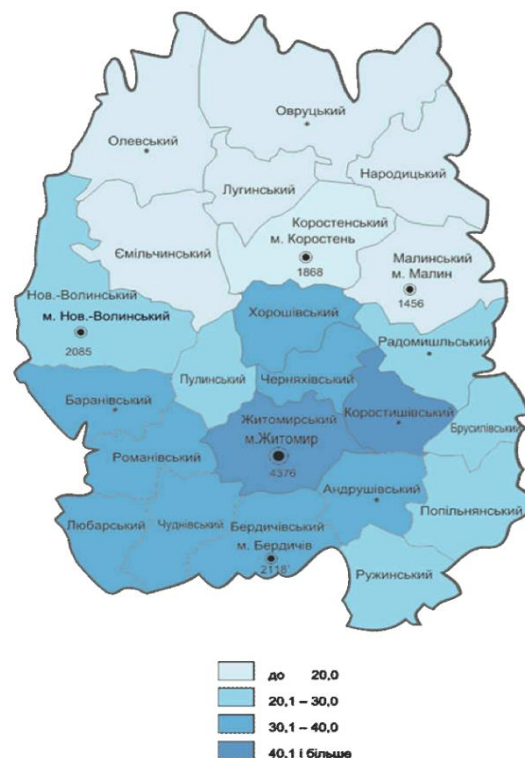 Овруцький
Олевський
Народицький
Лугинський
Коростенський
м. Коростень
1868
Ємільчинський
Малинський
м. Малин
1456
Нов.-Волинський
м. Нов.-Волинський
2085
Хорошівський
Радомишльський
Пулинський
Черняхівський
Баранівський
Житомирський
м.Житомир
4376
Коростишівський
Брусилівський
Романівський
Андрушівський
Любарський
Чуднівський
Бердичівський
м. Бердичів
2118
Попільнянський
Ружинський
до 20,0
20,1 – 30,0
30,1 – 40,0
40,1 і більше